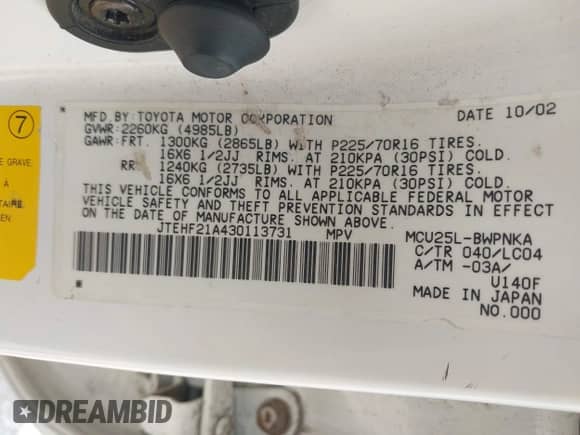 MFD.BY:TOYOTA MOTOR CORPORATION DATE 10/02
GVWR:2260KG (4985LB)
GAWR:FRT. 1300KG (2865LB) WITH P225/70R16 TIRES.
16X6 1/2JJ RIMS. AT 210KPA (30PSI) COLD.
RR. 1240KG (2735LB) WITH P225/70R16 TIRES.
16X6 1/2JJ RIMS. AT 210KPA (30PSI) COLD.
THIS VEHICLE CONFORMS TO ALL APPLICABLE FEDERAL MOTOR
VEHICLE SAFETY AND THEFT PREVENTION STANDARDS IN EFFECT
ON THE DATE OF MANUFACTURE SHOWN ABOVE.
JTEHF21A430113731 MPV MCU25L-BWPNKA
C/TR 040/LC04
A/TM -03A/
U140F
MADE IN JAPAN
NO.000
7
E GRAVE.
À
TAIRE
EN.
DREAMBID